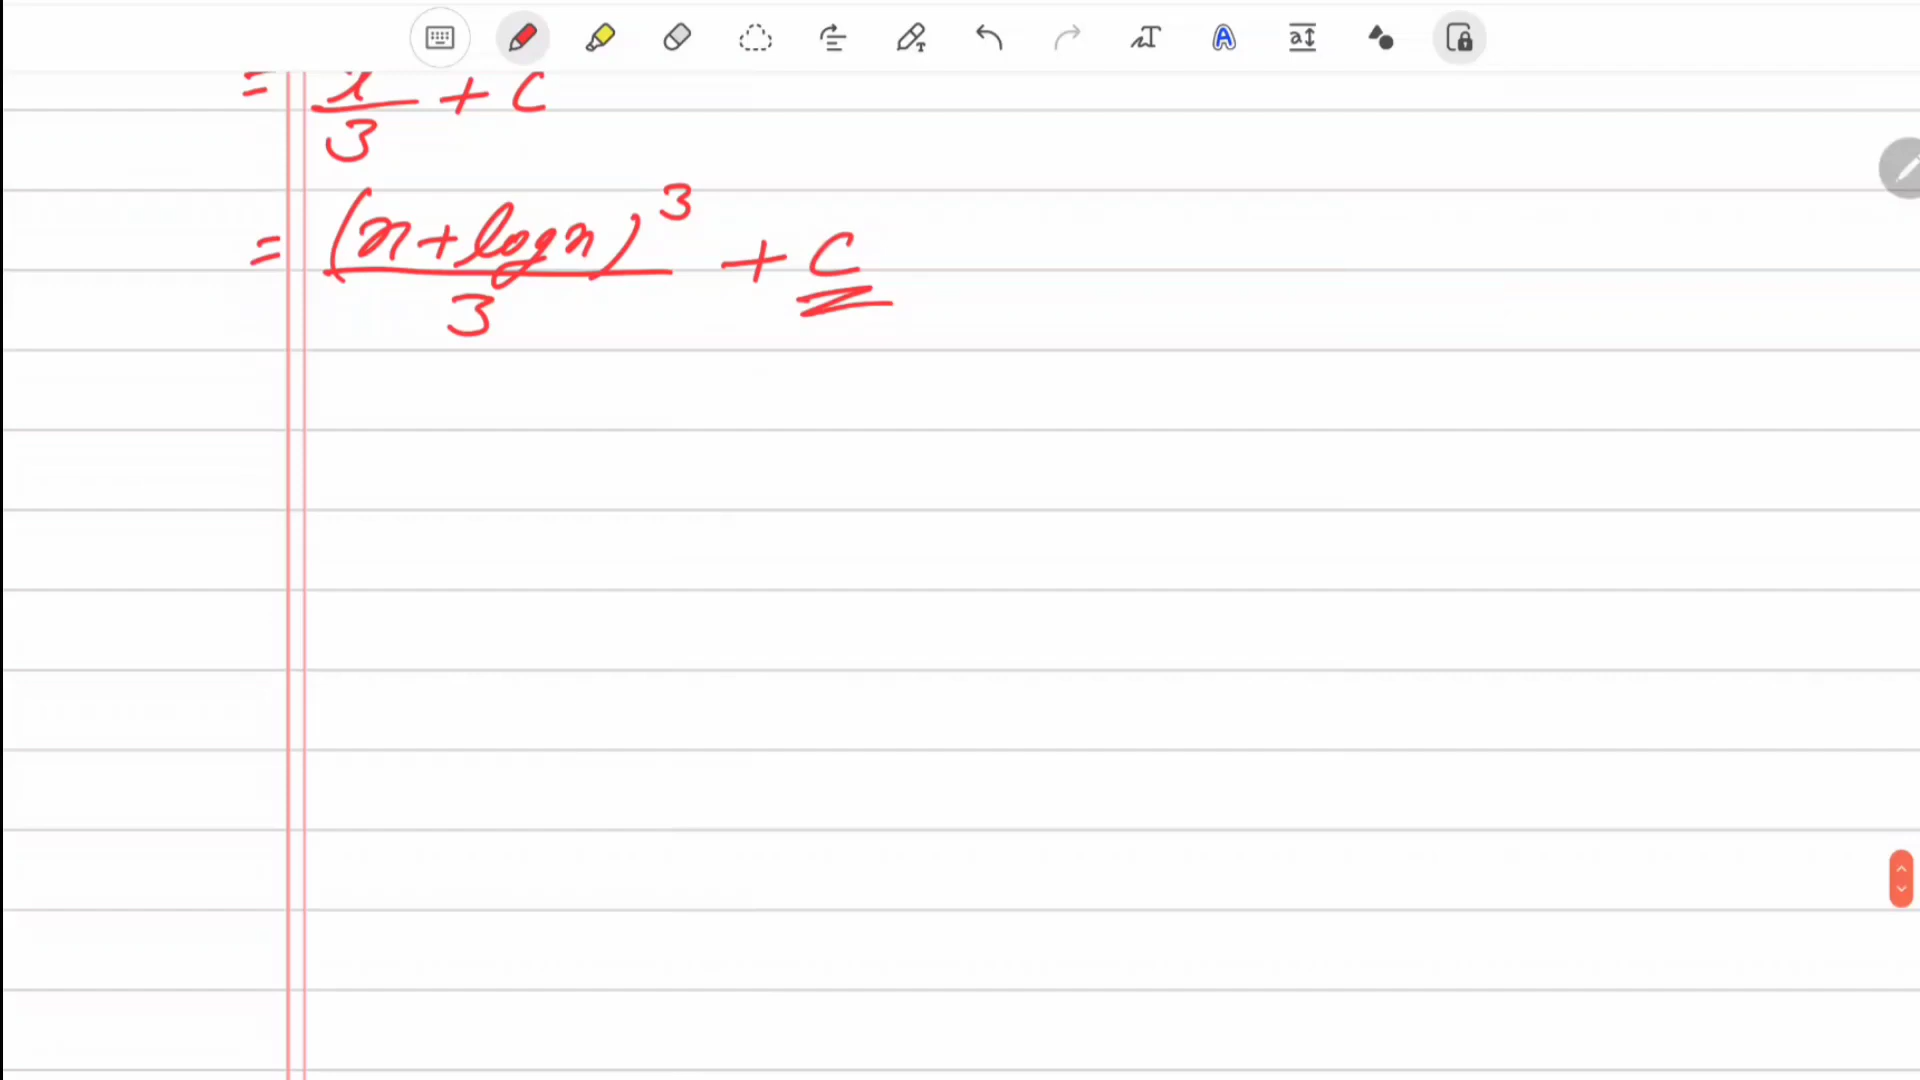 = /3 + C
= (x+logx)^3/3 + C